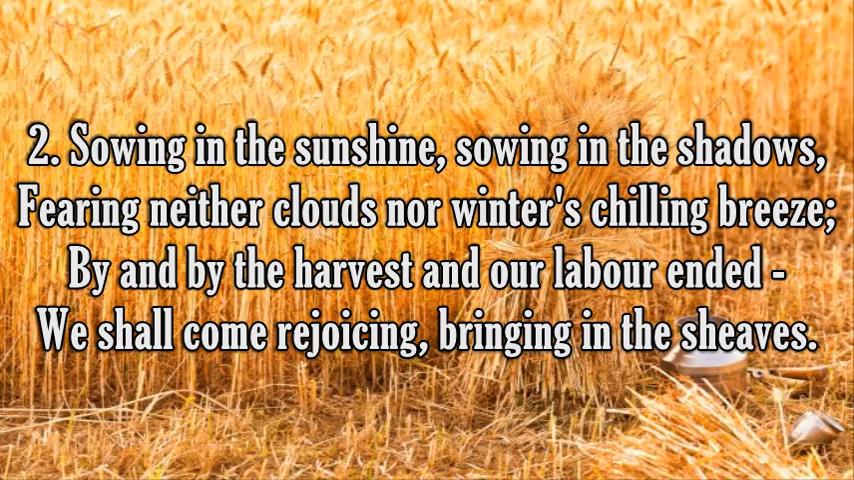 2. Sowing in the sunshine, sowing in the shadows,
Fearing neither clouds nor winter's chilling breeze;
By and by the harvest and our labour ended -
We shall come rejoicing, bringing in the sheaves.